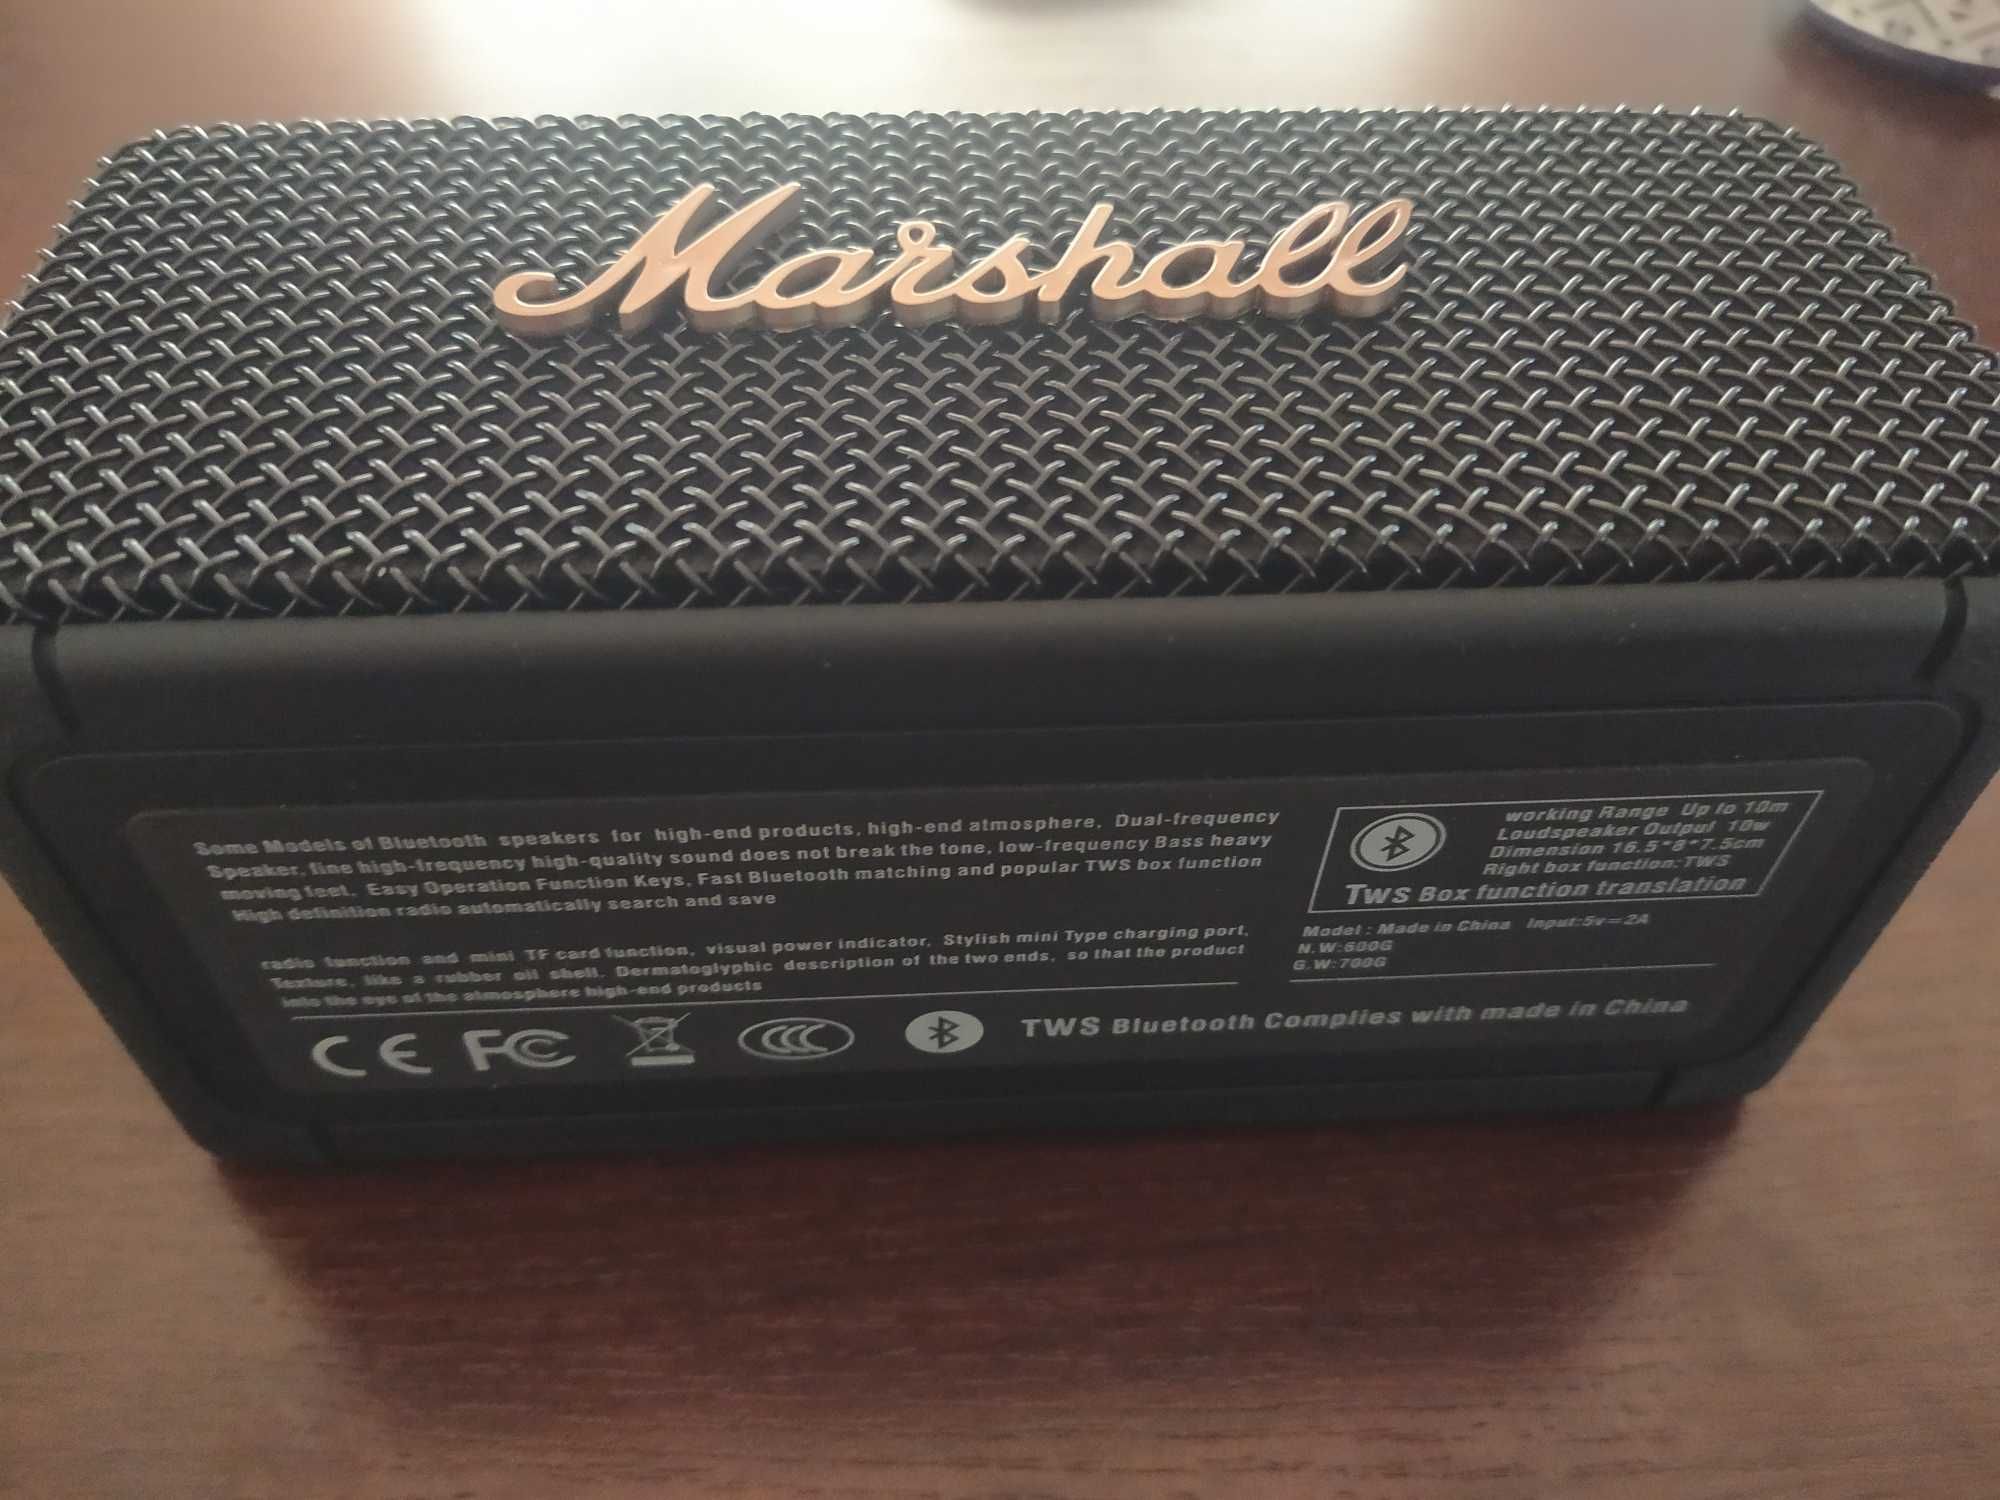 Marshall
Some Models of Bluetooth speakers for high-end products, high-end atmosphere, Dual-frequency
Speaker, fine high-frequency high-quality sound does not break the tone, low-frequency Bass heavy
moving feet, Easy Operation Function Keys, Fast Bluetooth matching and popular TWS box function
High definition radio automatically search and save
radio function and mini TF card function, visual power indicator, Stylish mini Type charging port,
Texture, like a rubber oil shell, Dermatoglyphic description of the two ends, so that the product
into the eye of the atmosphere high-end products
CE FC TWS Bluetooth Complies with made in China
working Range Up to 10m
Loudspeaker Output 10w
Dimension 16.5*8*7.5cm
Right box function:TWS
TWS Box function translation
Model : Made in China Input:5v=2A
N.W:600G
G.W:700G